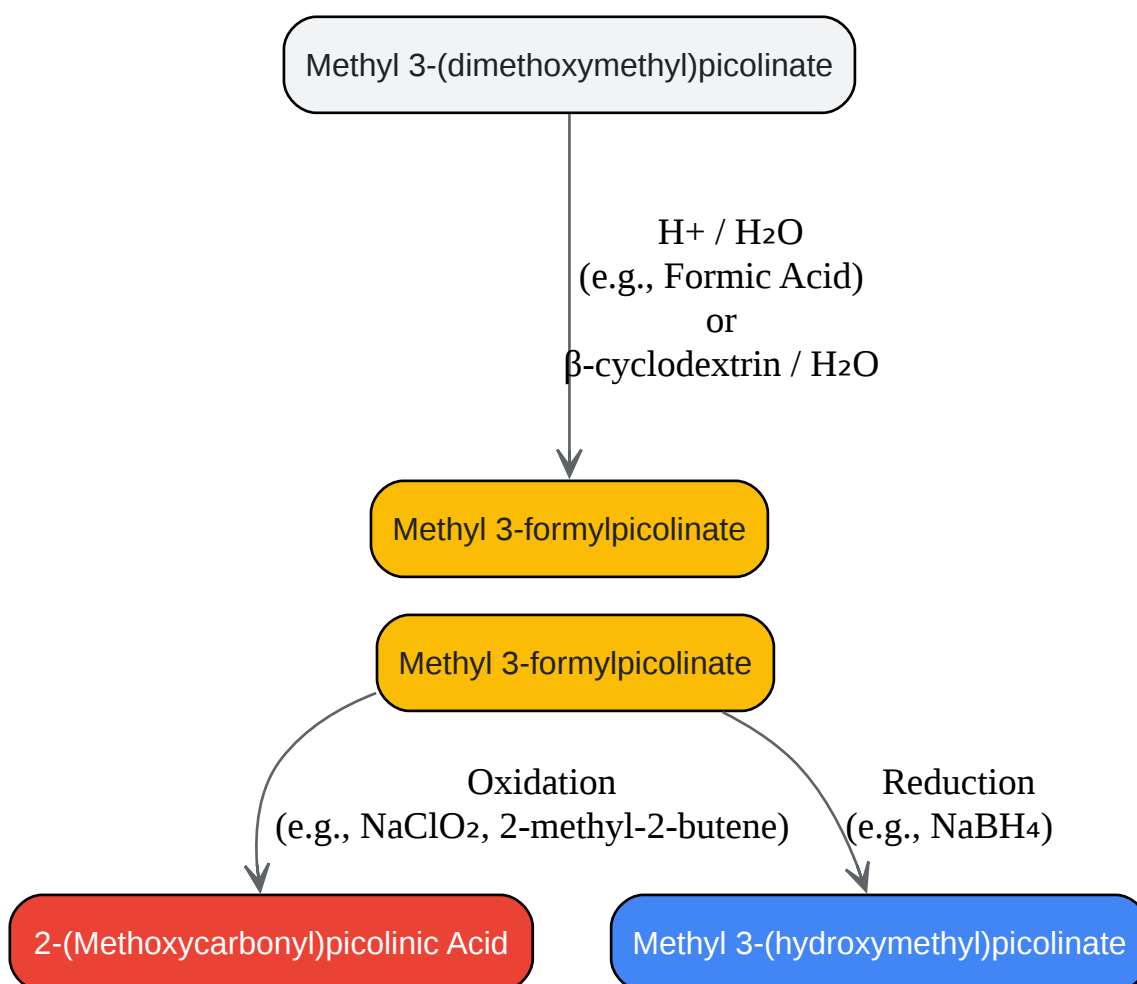 Methyl 3-(dimethoxymethyl)picolinate
H+ / H₂O
(e.g., Formic Acid)
or
β-cyclodextrin / H₂O
Methyl 3-formylpicolinate
Methyl 3-formylpicolinate
Oxidation
(e.g., NaClO₂, 2-methyl-2-butene)
Reduction
(e.g., NaBH₄)
2-(Methoxycarbonyl)picolinic Acid
Methyl 3-(hydroxymethyl)picolinate